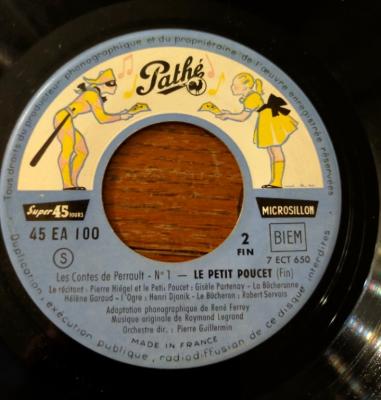 Tous droits du producteur phonographique et du propriétaire de l'œuvre enregistrée réservés
Pathé
Super 45 TOURS
MICROSILLON
45 EA 100
2
FIN
BIEM
S
7 ECT 650
Les Contes de Perrault - N° 1 — LE PETIT POUCET (Fin)
Le récitant : Pierre Hiégel et le Petit Poucet : Gisèle Parteney - La Bûcheronne
Hélène Garaud - l'Ogre : Henri Djanik - Le Bûcheron : Robert Servais
Adaptation phonographique de René Ferrey
Musique originale de Raymond Legrand
Orchestre dir. : Pierre Guillermin
MADE IN FRANCE
Duplication, exécution publique, radiodiffusion de ce disque interdites